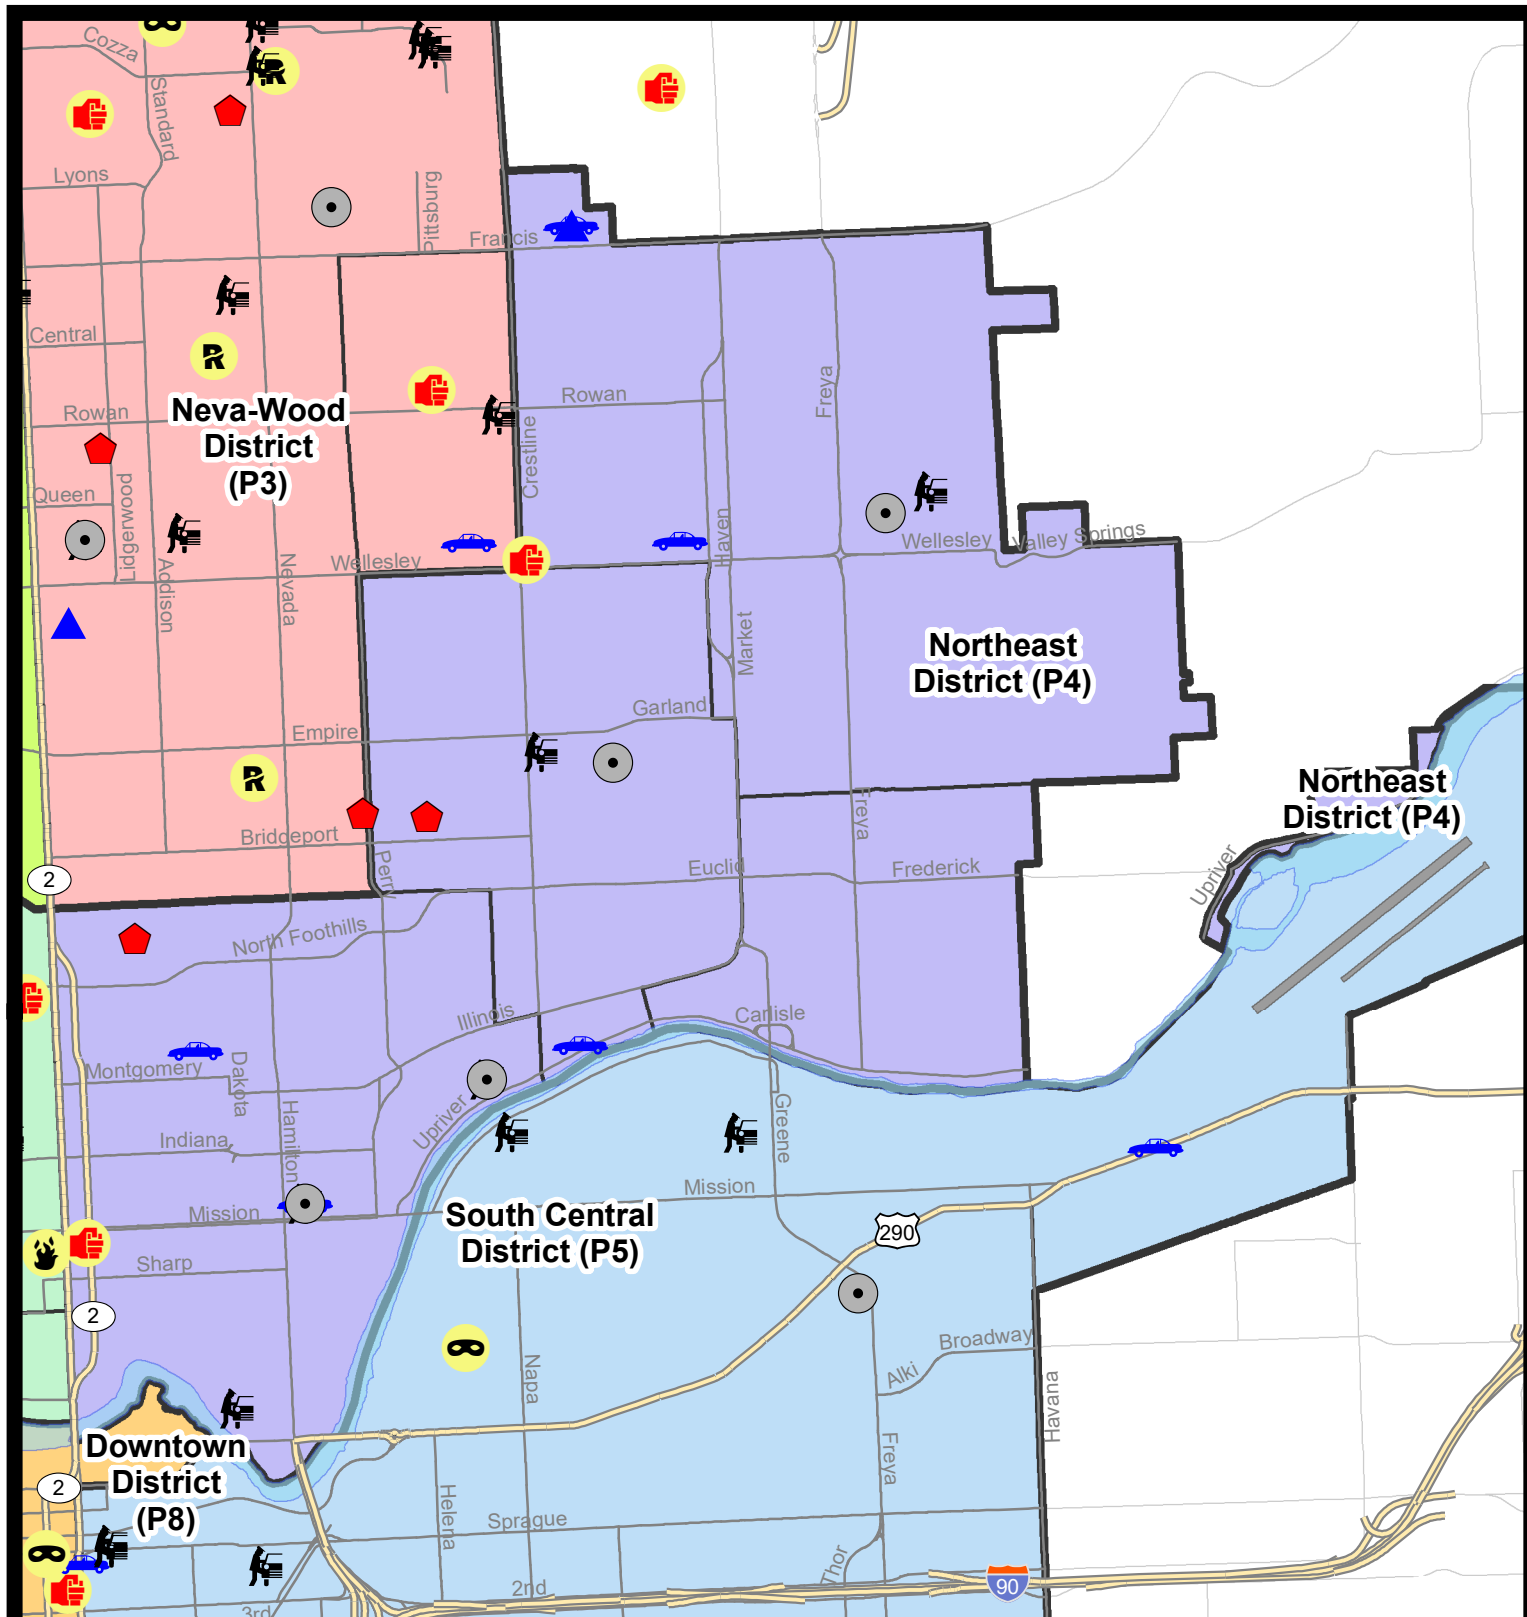 Cozza
Standard
Lyons
Pittsburg
Francis
Central
Rowan
Neva-Wood
District
(P3)
Rowan
Freya
Crestline
Queen
Lidgerwood
Addison
Nevada
Wellesley
Haven
Wellesley
Valley Springs
Market
Northeast
District (P4)
Garland
Empire
Northeast
District (P4)
Bridgeport
Perry
Freya
Euclid
Frederick
Upriver
2
North Foothills
Illinois
Carlisle
Montgomery
Dakota
Hamilton
Upriver
Greene
Indiana
Mission
Mission
South Central
District (P5)
290
Sharp
2
Broadway
Alki
Napa
Havana
Downtown
District
(P8)
2
Helena
Freya
Sprague
Thor
2nd
90
3rd
R
R
R